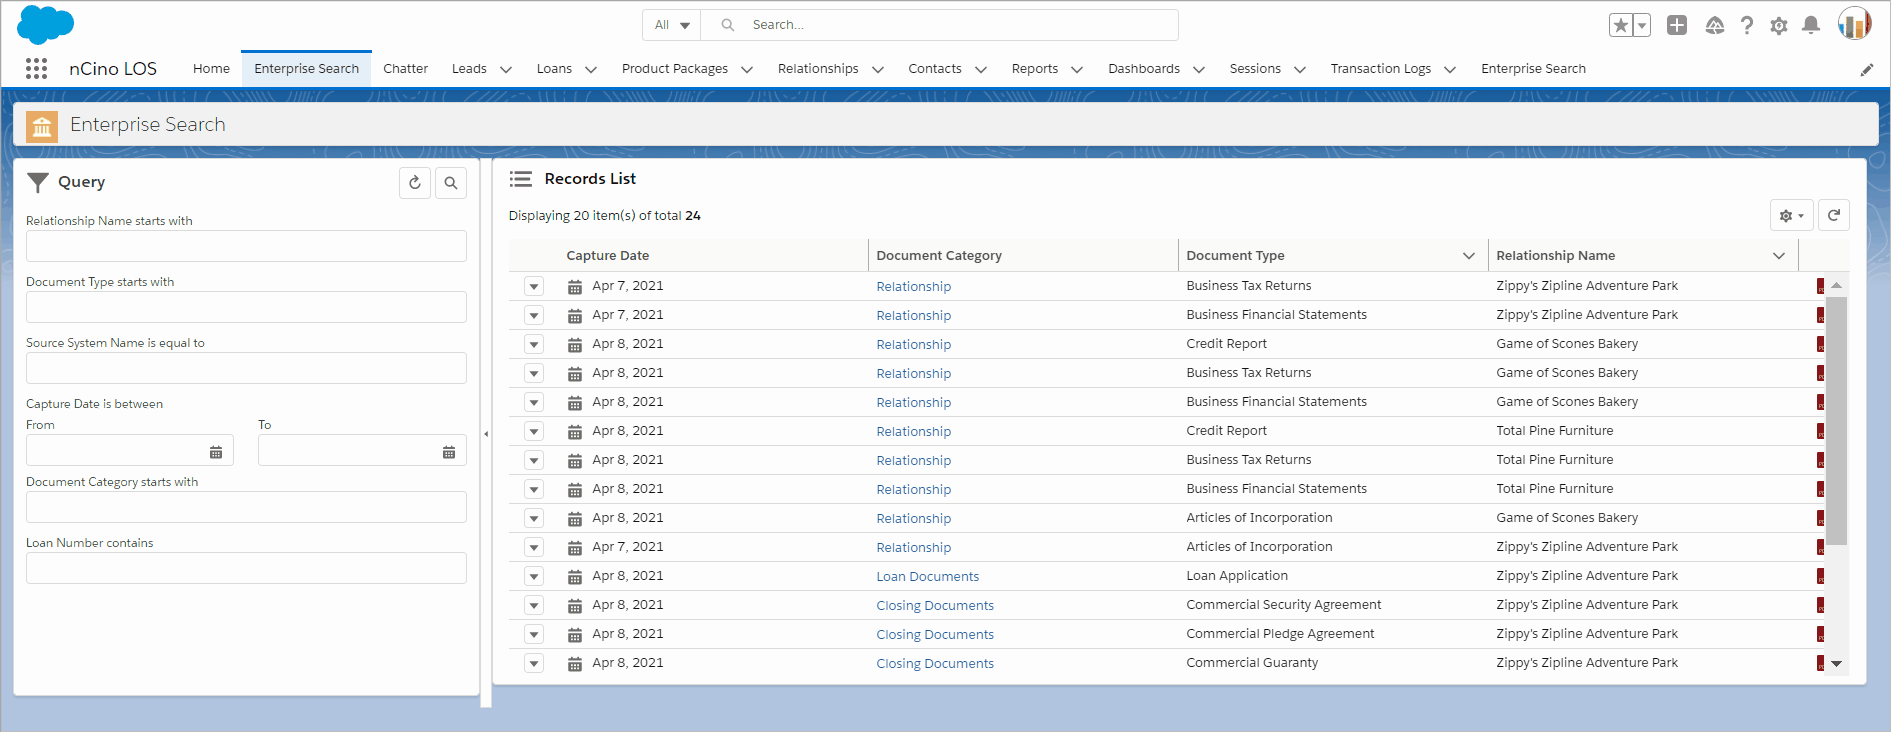 All Search...
nCino LOS Home Enterprise Search Chatter Leads Loans Product Packages Relationships Contacts Reports Dashboards Sessions Transaction Logs Enterprise Search
Enterprise Search
Query
Relationship Name starts with
Document Type starts with
Source System Name is equal to
Capture Date is between
From To
Document Category starts with
Loan Number contains
Records List
Displaying 20 item(s) of total 24
Capture Date Document Category Document Type Relationship Name
Apr 7, 2021 Relationship Business Tax Returns Zippy's Zipline Adventure Park
Apr 7, 2021 Relationship Business Financial Statements Zippy's Zipline Adventure Park
Apr 8, 2021 Relationship Credit Report Game of Scones Bakery
Apr 8, 2021 Relationship Business Tax Returns Game of Scones Bakery
Apr 8, 2021 Relationship Business Financial Statements Game of Scones Bakery
Apr 8, 2021 Relationship Credit Report Total Pine Furniture
Apr 8, 2021 Relationship Business Tax Returns Total Pine Furniture
Apr 8, 2021 Relationship Business Financial Statements Total Pine Furniture
Apr 8, 2021 Relationship Articles of Incorporation Game of Scones Bakery
Apr 7, 2021 Relationship Articles of Incorporation Zippy's Zipline Adventure Park
Apr 8, 2021 Loan Documents Loan Application Zippy's Zipline Adventure Park
Apr 8, 2021 Closing Documents Commercial Security Agreement Zippy's Zipline Adventure Park
Apr 8, 2021 Closing Documents Commercial Pledge Agreement Zippy's Zipline Adventure Park
Apr 8, 2021 Closing Documents Commercial Guaranty Zippy's Zipline Adventure Park